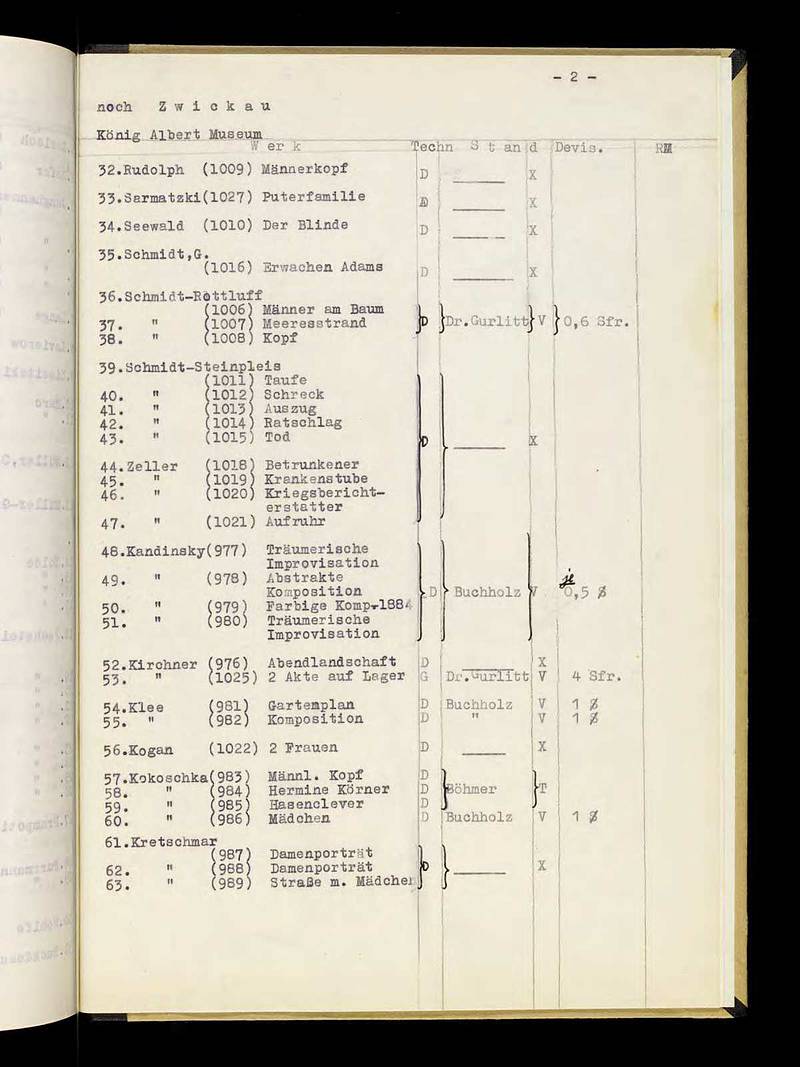 - 2 -
noch Z w i c k a u
König Albert Museum
W er k Techn S t an d Devis. RM
32.Rudolph (1009) Männerkopf D ______ X
33.Sarmatzki(1027) Puterfamilie D ______ X
34.Seewald (1010) Der Blinde D ______ X
35.Schmidt,G.
(1016) Erwachen Adams D ______ X
36.Schmidt-Rottluff
(1006) Männer am Baum
37. " (1007) Meeresstrand D Dr.Gurlitt V 0,6 Sfr.
38. " (1008) Kopf
39.Schmidt-Steinpleis
(1011) Taufe
40. " (1012) Schreck
41. " (1013) Auszug
42. " (1014) Ratschlag
43. " (1015) Tod D ______ X
44.Zeller (1018) Betrunkener
45. " (1019) Krankenstube
46. " (1020) Kriegsbericht-
erstatter
47. " (1021) Aufruhr
48.Kandinsky(977) Träumerische
Improvisation
49. " (978) Abstrakte
Komposition D Buchholz V 0,5 $
50. " (979) Farbige Komp.1884
51. " (980) Träumerische
Improvisation
52.Kirchner (976) Abendlandschaft D ______ X
53. " (1025) 2 Akte auf Lager G Dr.Gurlitt V 4 Sfr.
54.Klee (981) Gartenplan D Buchholz V 1 $
55. " (982) Komposition D " V 1 $
56.Kogan (1022) 2 Frauen D ______ X
57.Kokoschka(983) Männl. Kopf D
58. " (984) Hermine Körner D Böhmer T
59. " (985) Hasenclever D
60. " (986) Mädchen D Buchholz V 1 $
61.Kretschmar
(987) Damenporträt
62. " (988) Damenporträt D ______ X
63. " (989) Straße m. Mädchen